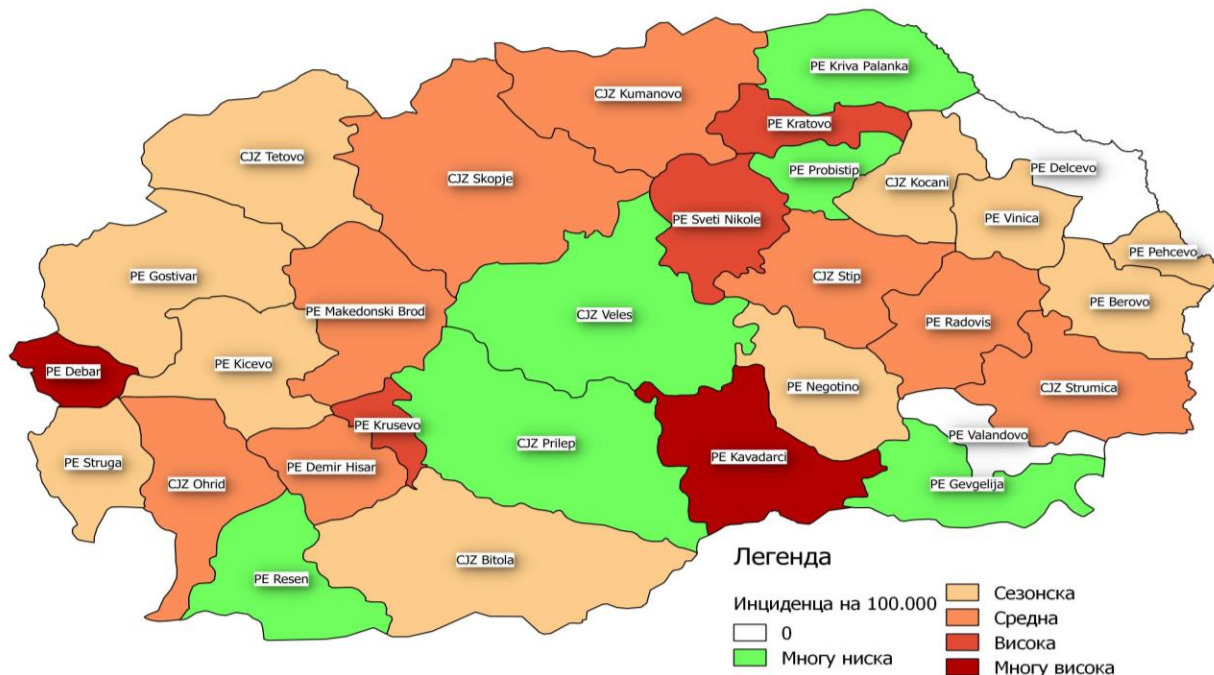 PE Kriva Palanka
CJZ Kumanovo
PE Kratovo
CJZ Tetovo
PE Probistip
PE Delcevo
CJZ Skopje
CJZ Kocani
PE Sveti Nikole
PE Vinica
PE Pehcevo
PE Gostivar
CJZ Stip
PE Berovo
PE Makedonski Brod
CJZ Veles
PE Radovis
PE Kicevo
PE Debar
PE Negotino
CJZ Strumica
PE Krusevo
PE Valandovo
CJZ Prilep
PE Kavadarci
PE Struga
PE Demir Hisar
CJZ Ohrid
PE Gevgelija
CJZ Bitola
PE Resen
Легенда
Инциденца на 100.000
0
Многу ниска
Сезонска
Средна
Висока
Многу висока